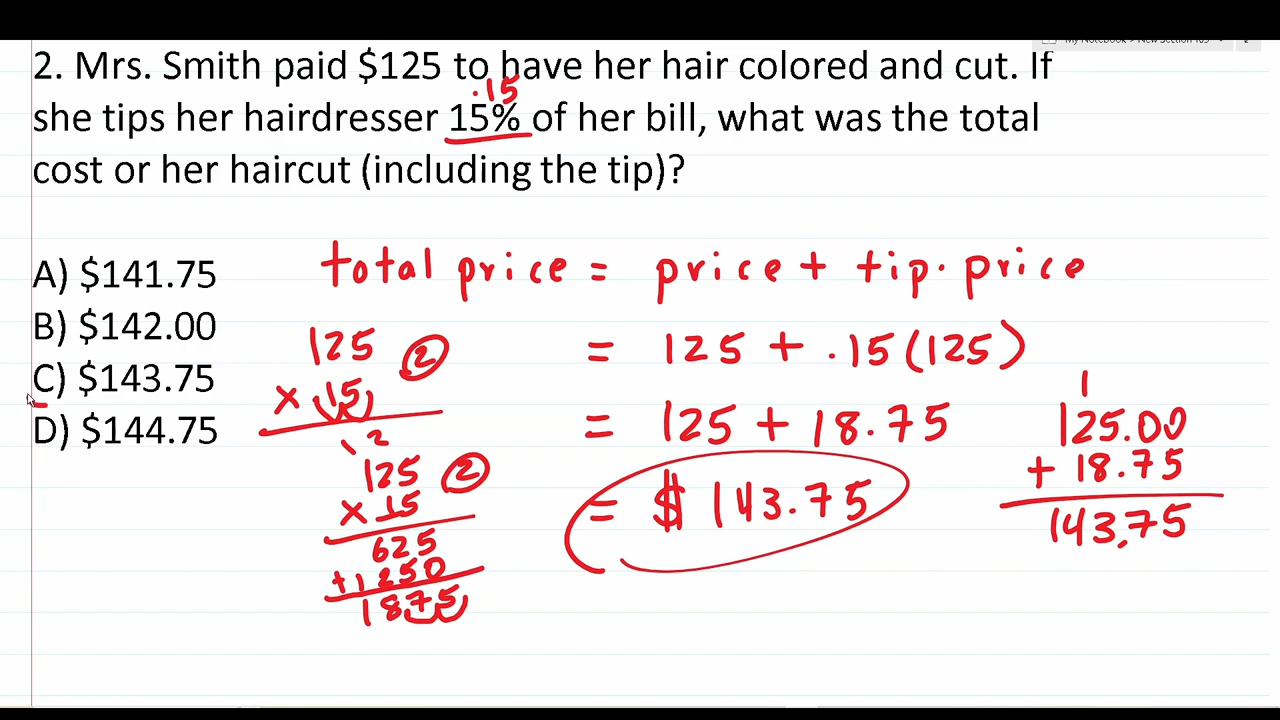 2. Mrs. Smith paid $125 to have her hair colored and cut. If
.15
she tips her hairdresser 15% of her bill, what was the total
cost or her haircut (including the tip)?
A) $141.75
B) $142.00
C) $143.75
D) $144.75
total price = price + tip · price
= 125 + .15(125)
= 125 + 18.75
= $ 143.75
125 2
x .15
1 2
125 2
x 15
625
+1250
1875
1
125.00
+ 18.75
143.75